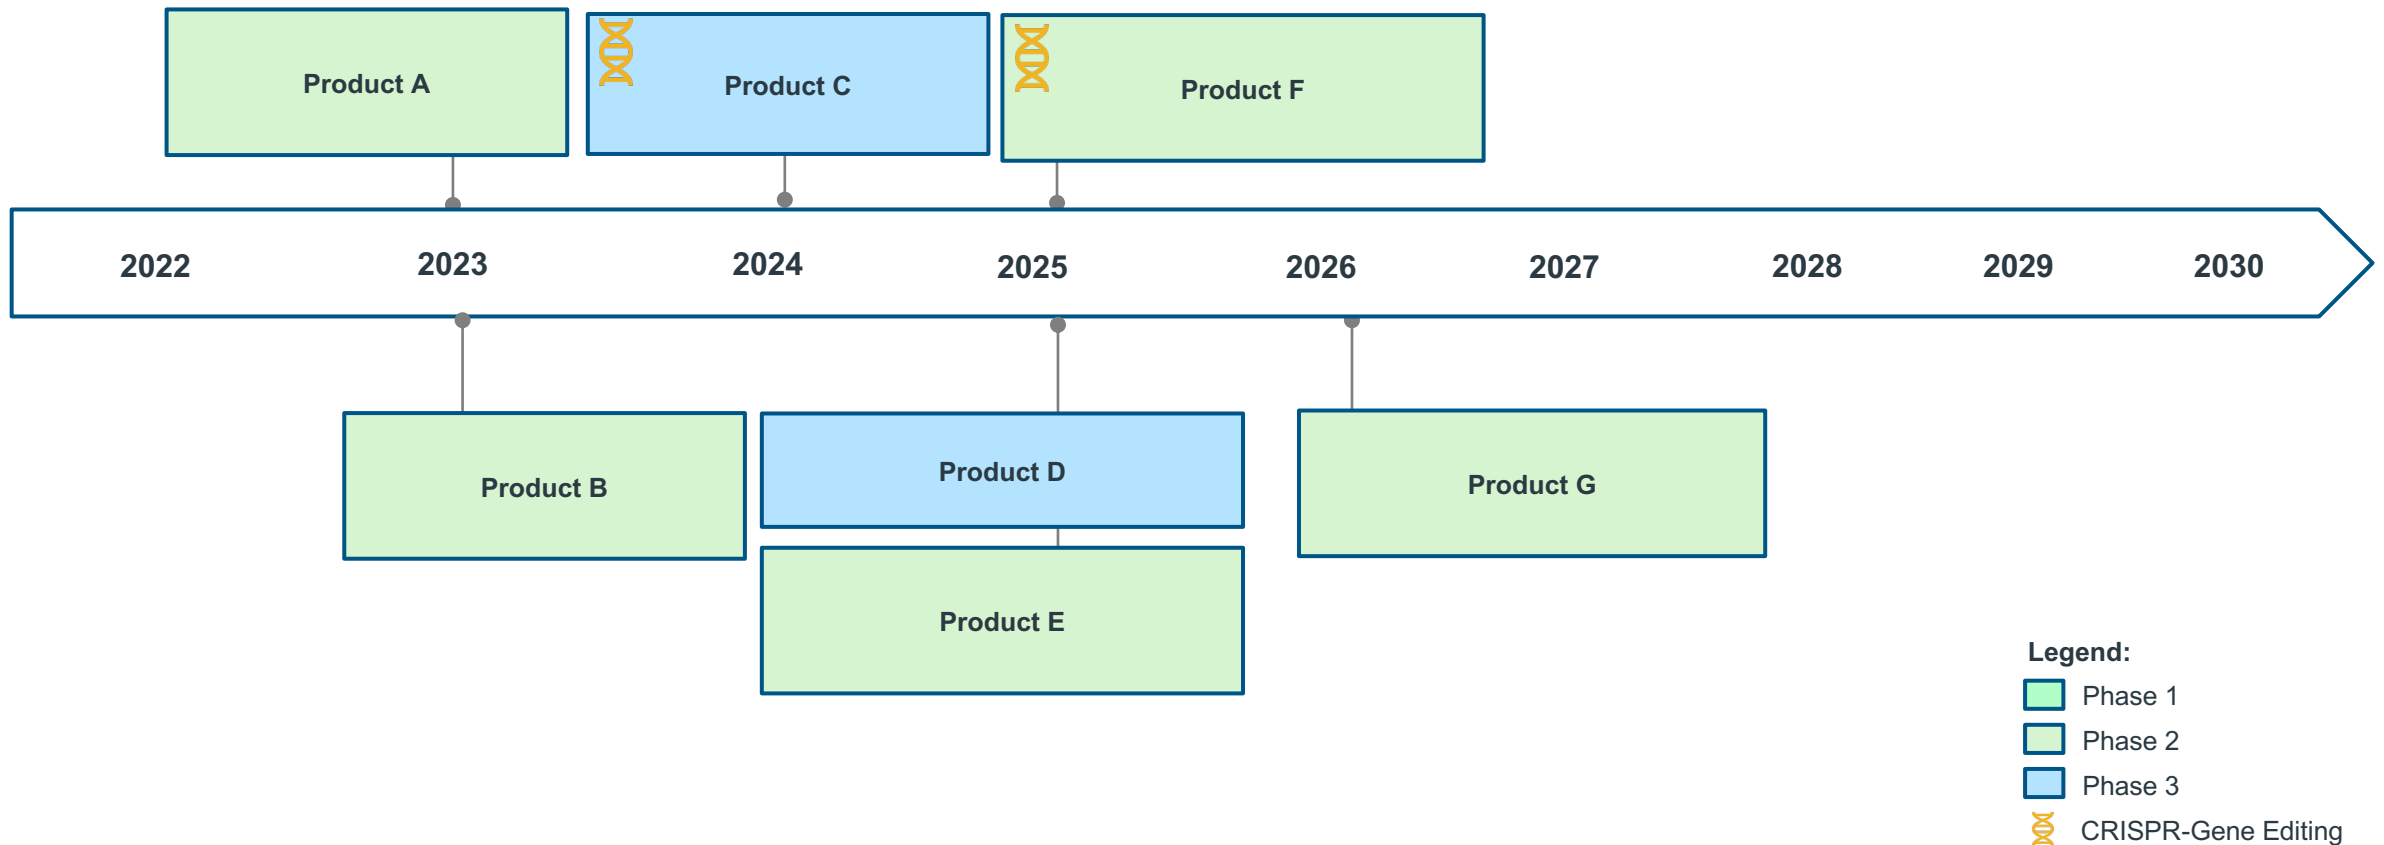 Product A
Product C
Product F
2022 2023 2024 2025 2026 2027 2028 2029 2030
Product B
Product D
Product G
Product E
Legend:
Phase 1
Phase 2
Phase 3
CRISPR-Gene Editing